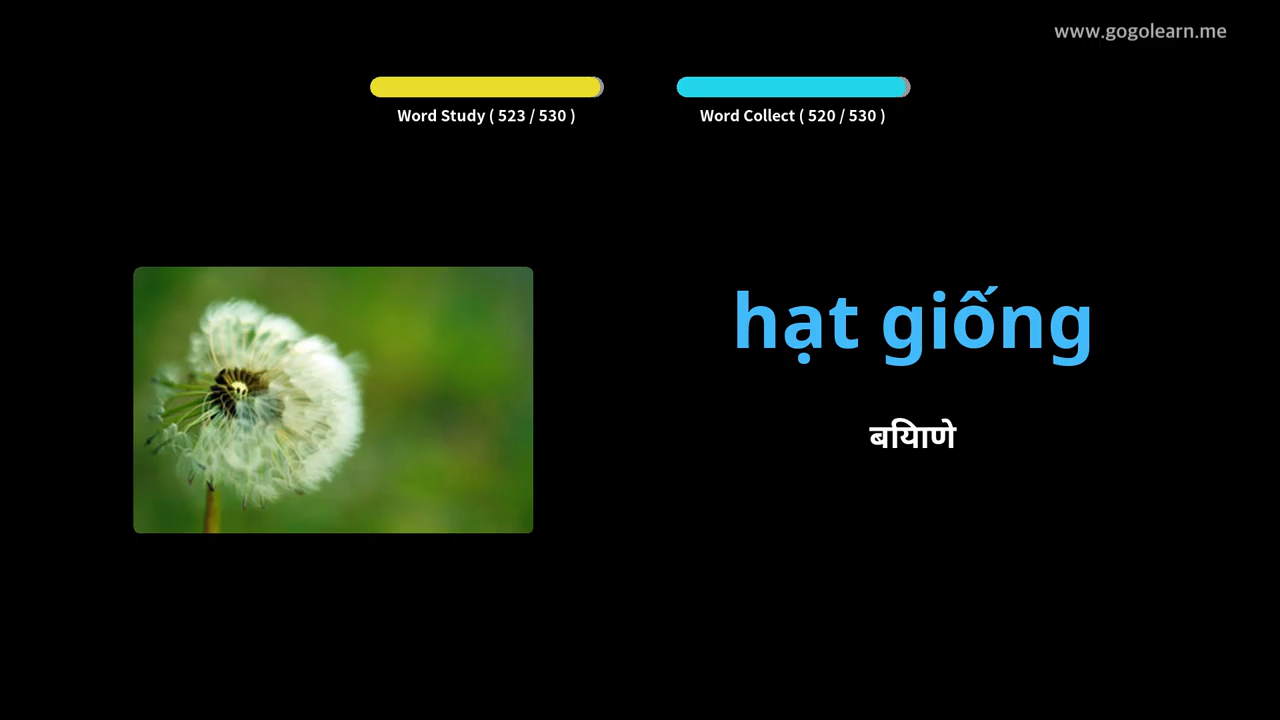 www.gogolearn.me
Word Study ( 523 / 530 )
Word Collect ( 520 / 530 )
hạt giống
बियाणे